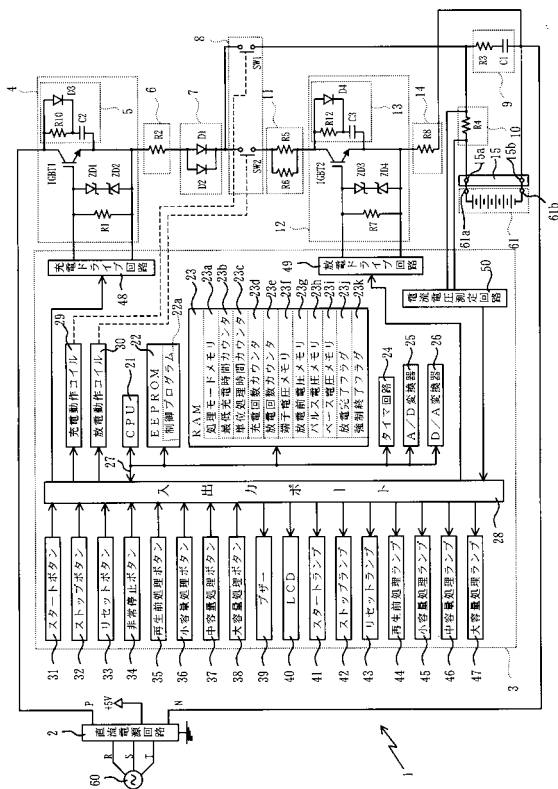 4
D3
5
R10
C2
IGBT1
ZD1
ZD2
R1
6
R2
7
D1
D2
8
SW1
SW2
11
R5
R6
13
D4
R12
C3
IGBT2
12
ZD3
ZD4
R7
14
R8
R3
C1
9
R4
10
15a
15
15b
61a
61
61b
充電ドライブ回路
48
放電ドライブ回路
49
電流電圧測定回路
50
29
充電動作コイル
30
放電動作コイル
CPU
21
27
22
EEPROM
制御プログラム
22a
RAM
23
処理モードメモリ
23a
最低充電時間カウンタ
23b
単位処理時間カウンタ
23c
充電回数カウンタ
23d
放電回数カウンタ
23e
端子電圧メモリ
23f
放電前電圧メモリ
23g
パルス電圧メモリ
23h
ベース電圧メモリ
23i
放電完了フラグ
23j
強制終了フラグ
23k
タイマ回路
24
A/D変換器
25
D/A変換器
26
入出力ポート
28
31
スタートボタン
32
ストップボタン
33
リセットボタン
34
非常停止ボタン
35
再生前処理ボタン
36
小容量処理ボタン
37
中容量処理ボタン
38
大容量処理ボタン
39
ブザー
40
LCD
41
スタートランプ
42
ストップランプ
43
リセットランプ
44
再生前処理ランプ
45
小容量処理ランプ
46
中容量処理ランプ
47
大容量処理ランプ
3
2
直流電源回路
P
+5V
N
R
S
T
60
1